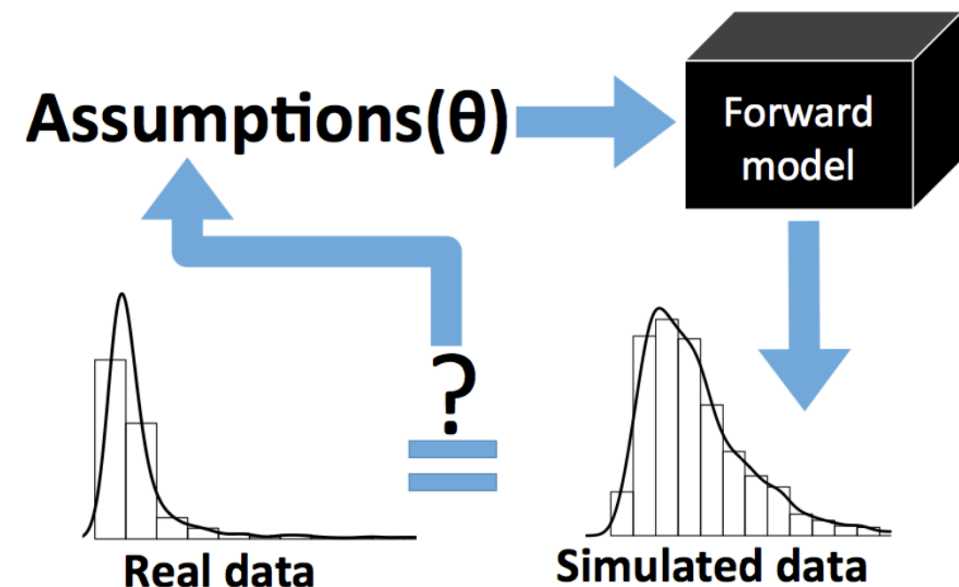 Assumptions(θ)
Forward
model
?
=
Real data
Simulated data